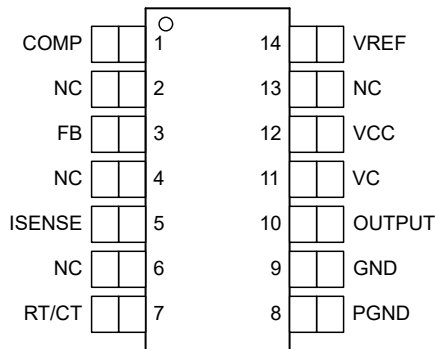 COMP 1 14 VREF
NC 2 13 NC
FB 3 12 VCC
NC 4 11 VC
ISENSE 5 10 OUTPUT
NC 6 9 GND
RT/CT 7 8 PGND